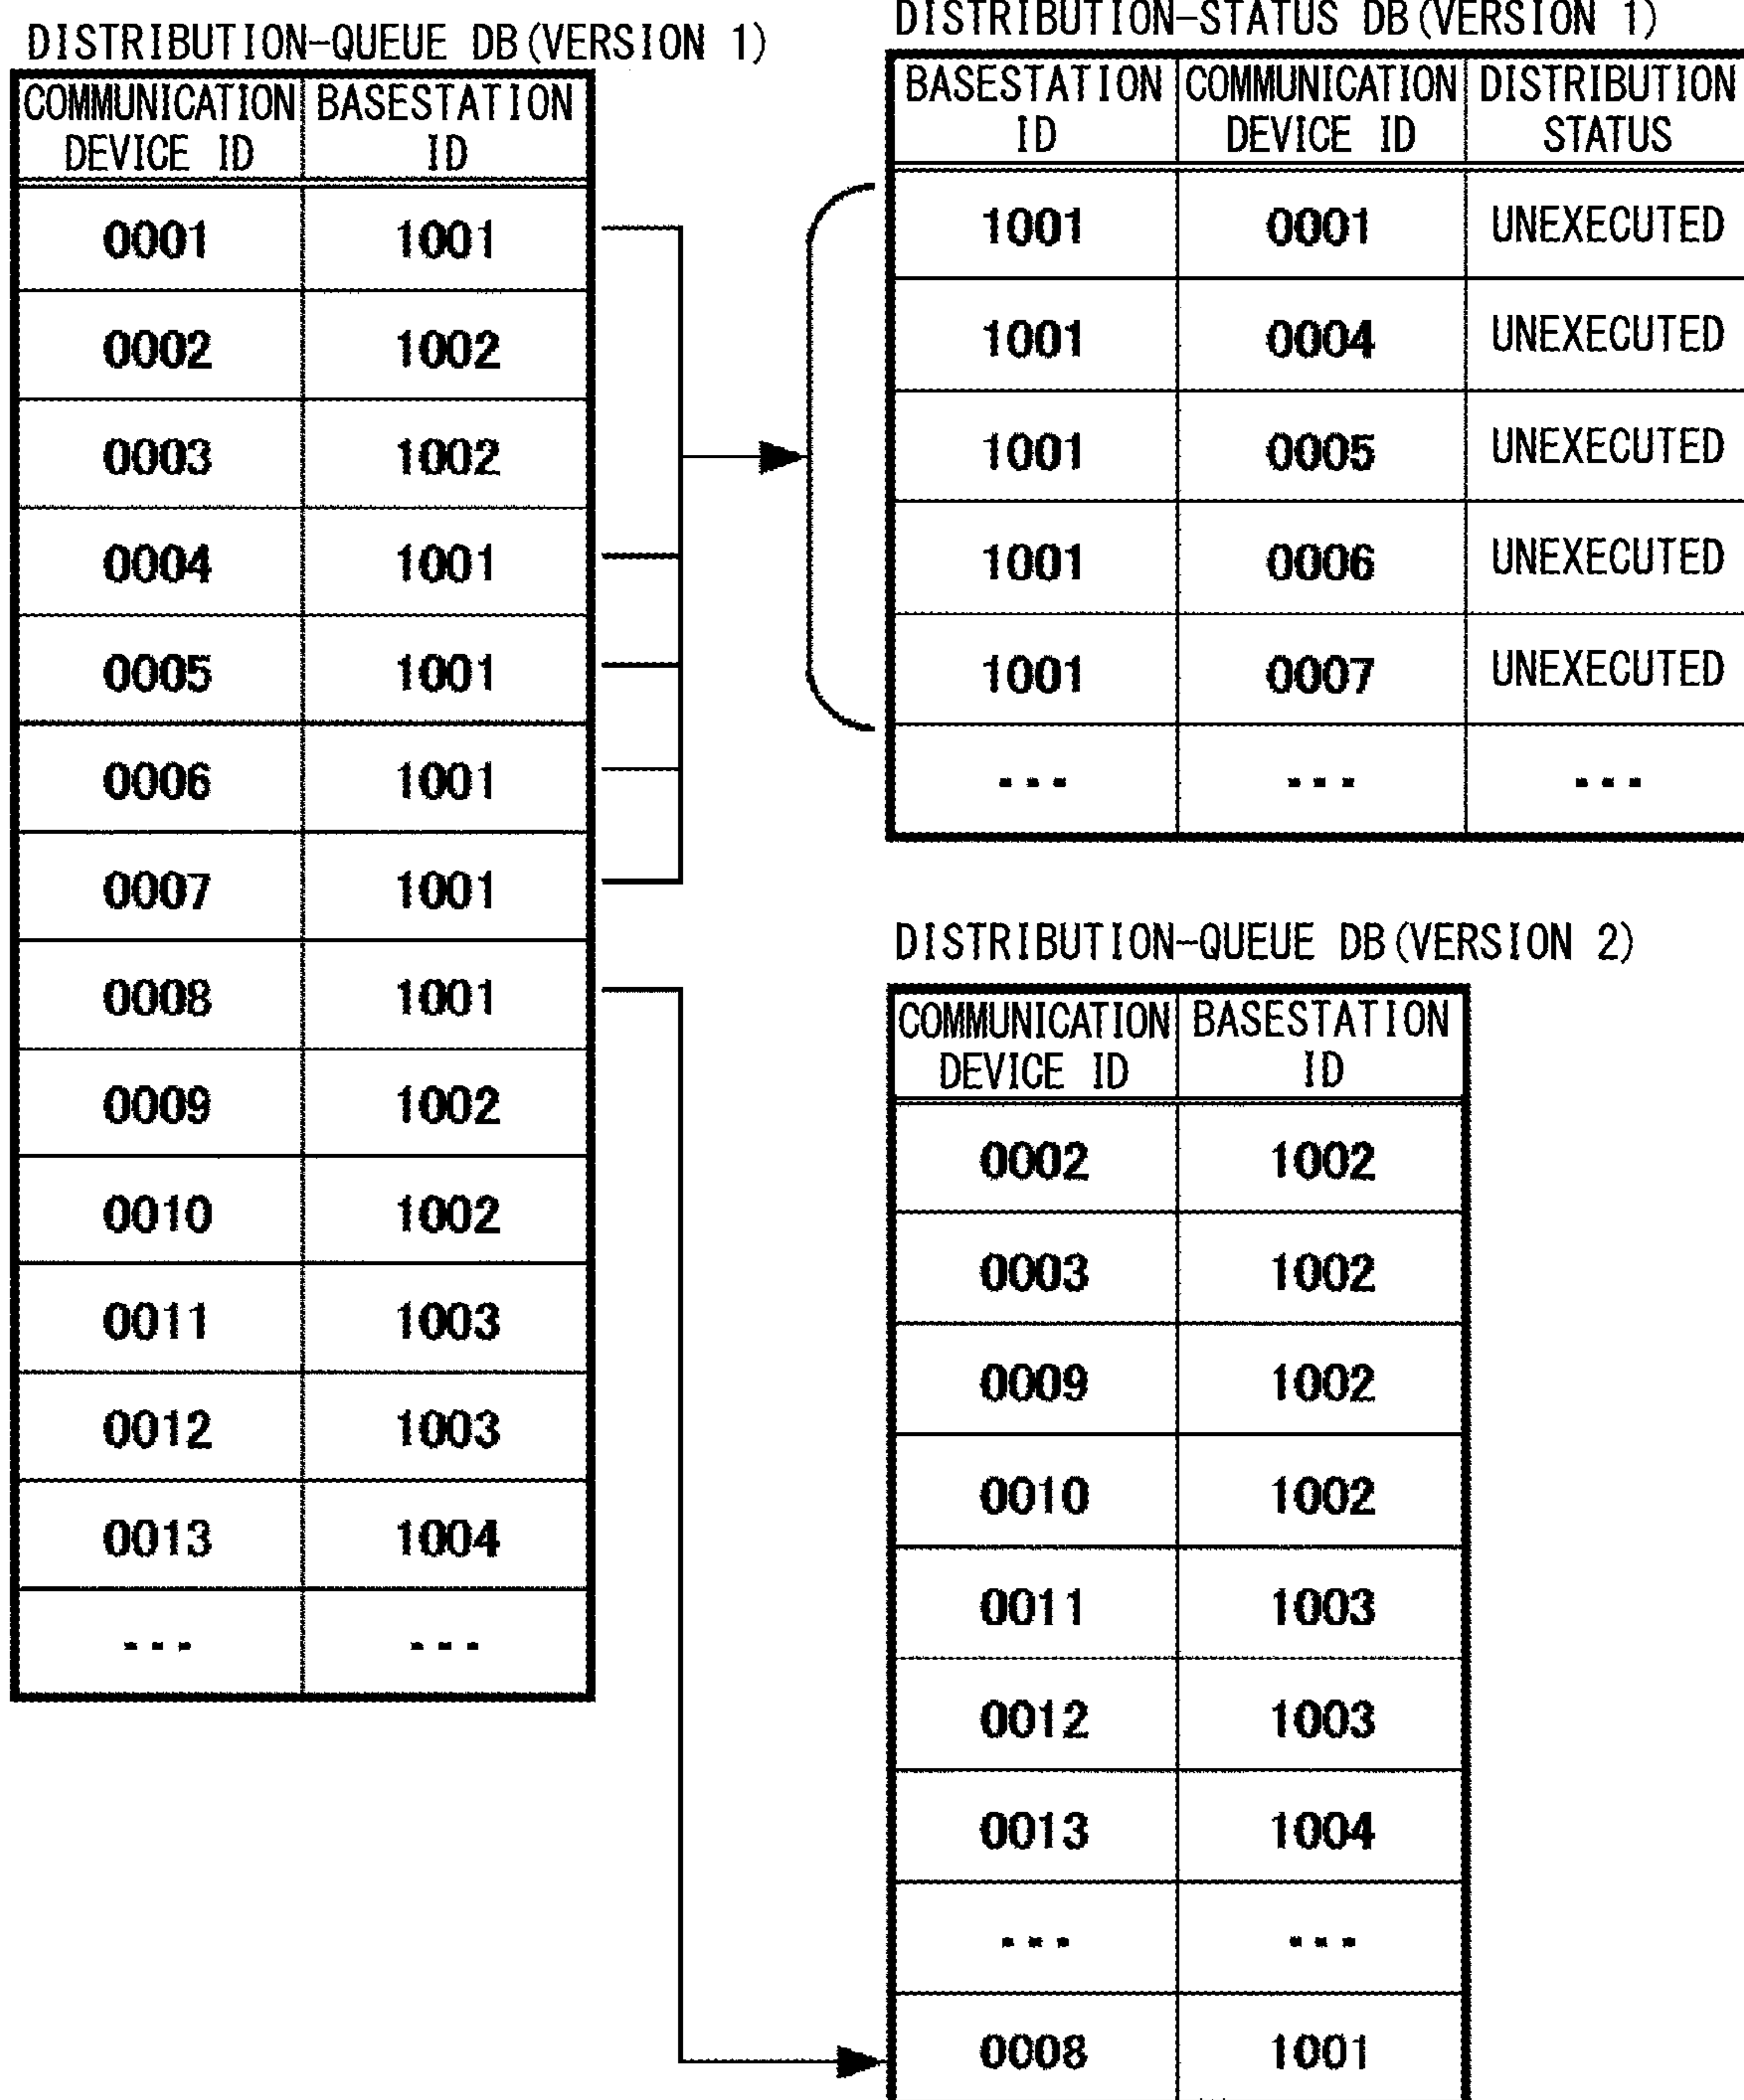 DISTRIBUTION-QUEUE DB(VERSION 1)
COMMUNICATION DEVICE ID BASESTATION ID
0001 1001
0002 1002
0003 1002
0004 1001
0005 1001
0006 1001
0007 1001
0008 1001
0009 1002
0010 1002
0011 1003
0012 1003
0013 1004
... ...
DISTRIBUTION-STATUS DB(VERSION 1)
BASESTATION ID COMMUNICATION DEVICE ID DISTRIBUTION STATUS
1001 0001 UNEXECUTED
1001 0004 UNEXECUTED
1001 0005 UNEXECUTED
1001 0006 UNEXECUTED
1001 0007 UNEXECUTED
... ... ...
DISTRIBUTION-QUEUE DB(VERSION 2)
COMMUNICATION DEVICE ID BASESTATION ID
0002 1002
0003 1002
0009 1002
0010 1002
0011 1003
0012 1003
0013 1004
... ...
0008 1001